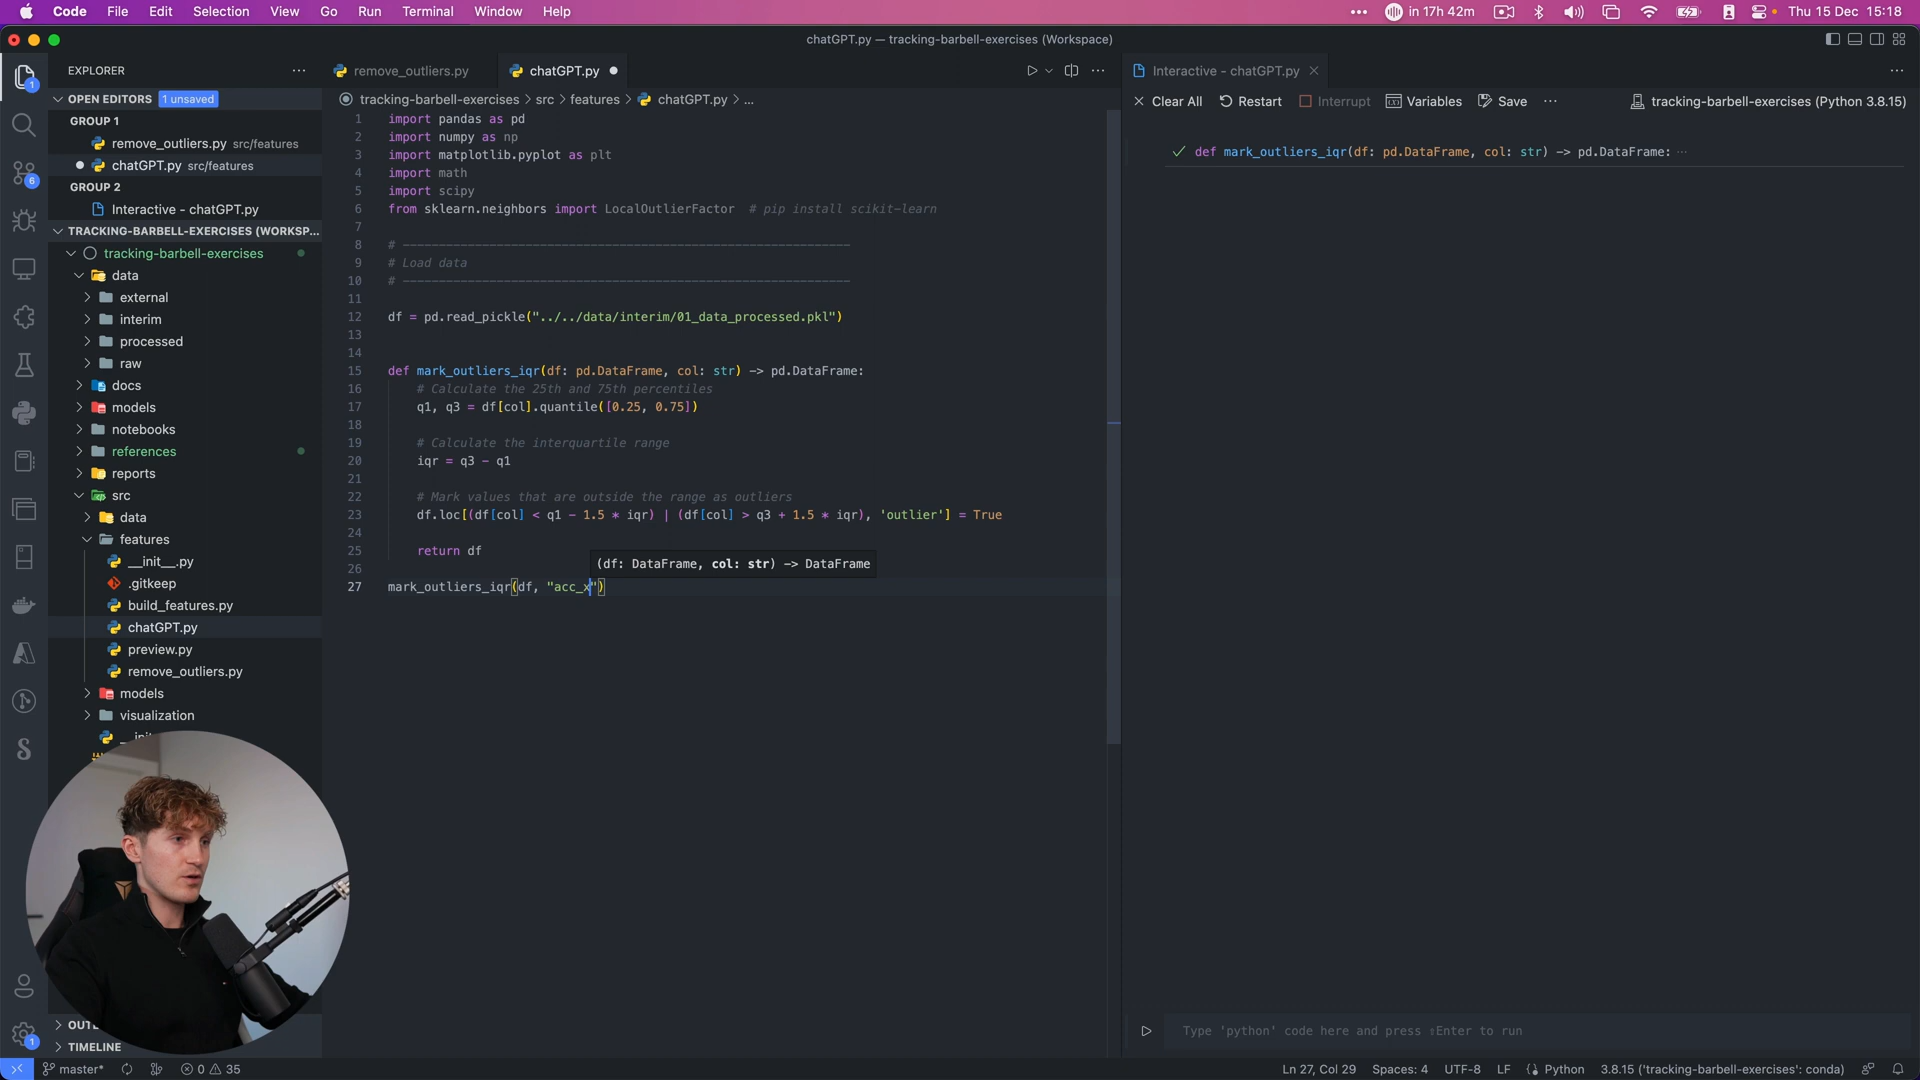 Code File Edit Selection View Go Run Terminal Window Help
in 17h 42m
Thu 15 Dec 15:18
chatGPT.py — tracking-barbell-exercises (Workspace)
EXPLORER
OPEN EDITORS 1 unsaved
GROUP 1
remove_outliers.py src/features
chatGPT.py src/features
GROUP 2
Interactive - chatGPT.py
TRACKING-BARBELL-EXERCISES (WORKSP...
tracking-barbell-exercises
data
external
interim
processed
raw
docs
models
notebooks
references
reports
src
data
features
__init__.py
.gitkeep
build_features.py
chatGPT.py
preview.py
remove_outliers.py
models
visualization
TIMELINE
1
6
1
remove_outliers.py
chatGPT.py
tracking-barbell-exercises > src > features > chatGPT.py > ...
1 import pandas as pd
2 import numpy as np
3 import matplotlib.pyplot as plt
4 import math
5 import scipy
6 from sklearn.neighbors import LocalOutlierFactor # pip install scikit-learn
7
8 # --------------------------------------------------------------
9 # Load data
10 # --------------------------------------------------------------
11
12 df = pd.read_pickle("../../data/interim/01_data_processed.pkl")
13
14
15 def mark_outliers_iqr(df: pd.DataFrame, col: str) -> pd.DataFrame:
16 # Calculate the 25th and 75th percentiles
17 q1, q3 = df[col].quantile([0.25, 0.75])
18
19 # Calculate the interquartile range
20 iqr = q3 - q1
21
22 # Mark values that are outside the range as outliers
23 df.loc[(df[col] < q1 - 1.5 * iqr) | (df[col] > q3 + 1.5 * iqr), 'outlier'] = True
24
25 return df
26
(df: DataFrame, col: str) -> DataFrame
27 mark_outliers_iqr(df, "acc_x")
Interactive - chatGPT.py
Clear All Restart Interrupt Variables Save ... tracking-barbell-exercises (Python 3.8.15)
def mark_outliers_iqr(df: pd.DataFrame, col: str) -> pd.DataFrame: ...
Type 'python' code here and press ⇧Enter to run
master* 0 35
Ln 27, Col 29 Spaces: 4 UTF-8 LF Python 3.8.15 ('tracking-barbell-exercises': conda)